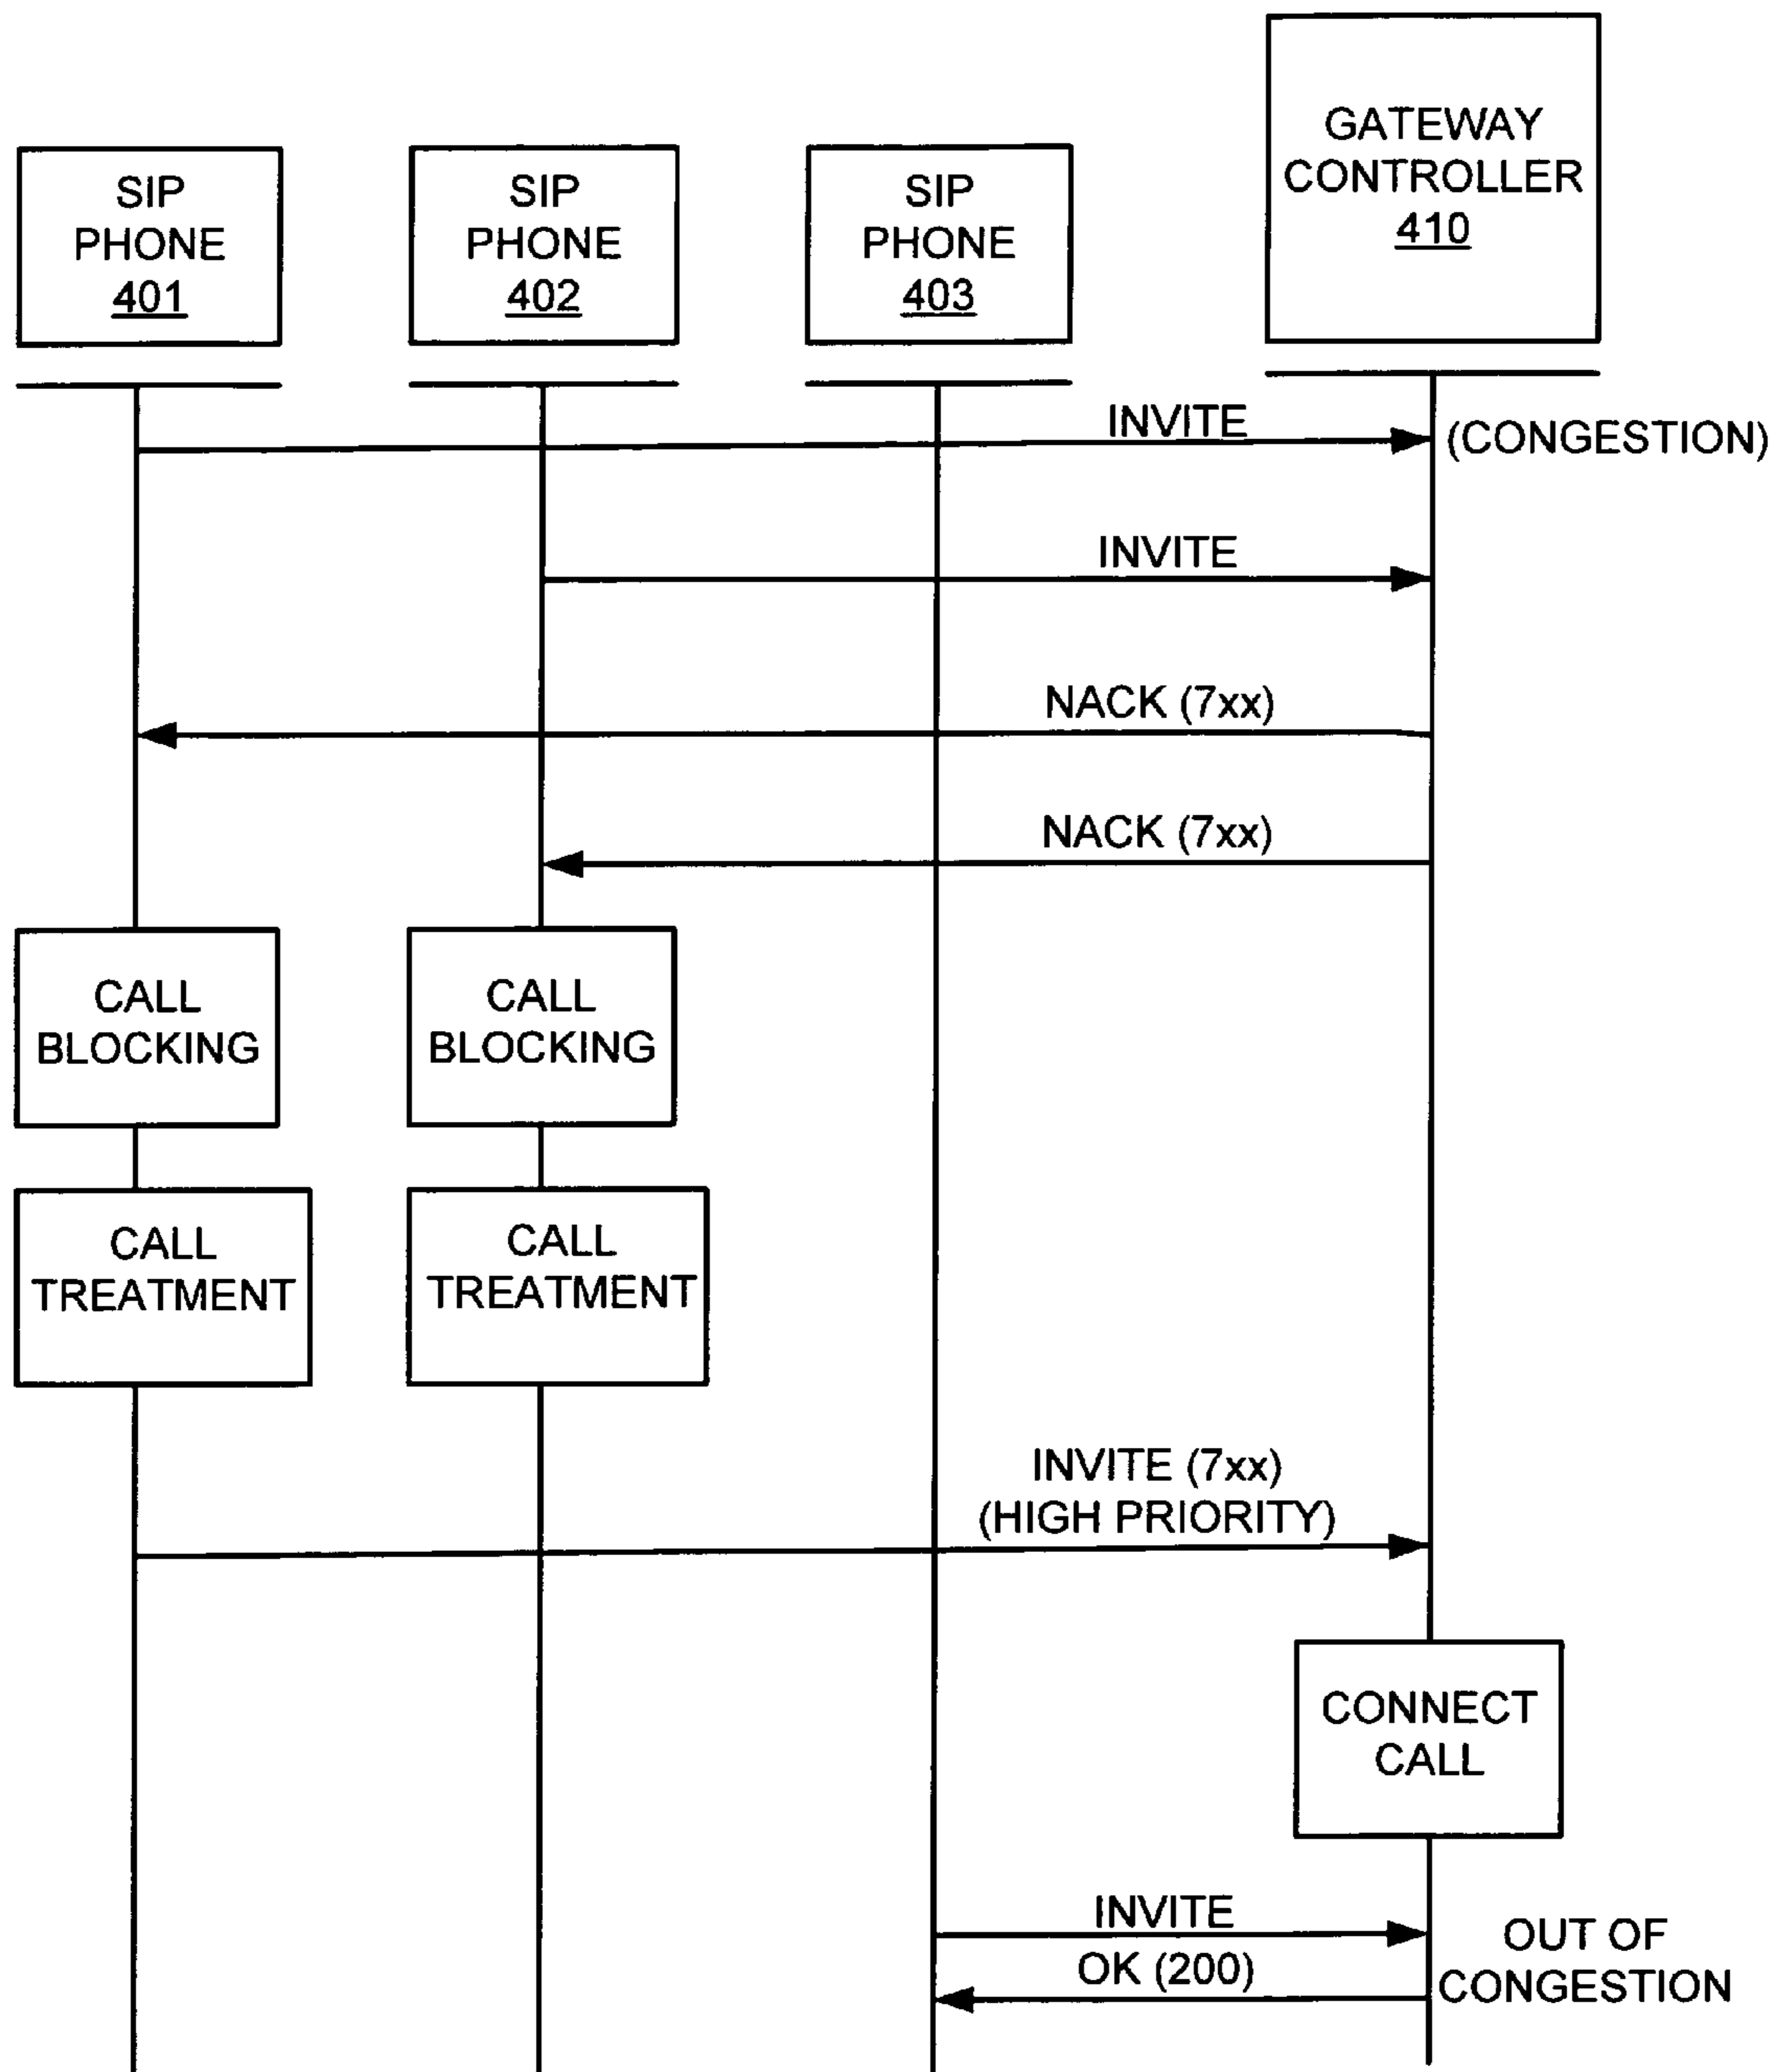 SIP
PHONE
401
SIP
PHONE
402
SIP
PHONE
403
GATEWAY
CONTROLLER
410
INVITE
(CONGESTION)
INVITE
NACK (7xx)
NACK (7xx)
CALL
BLOCKING
CALL
BLOCKING
CALL
TREATMENT
CALL
TREATMENT
INVITE (7xx)
(HIGH PRIORITY)
CONNECT
CALL
INVITE
OK (200)
OUT OF
CONGESTION